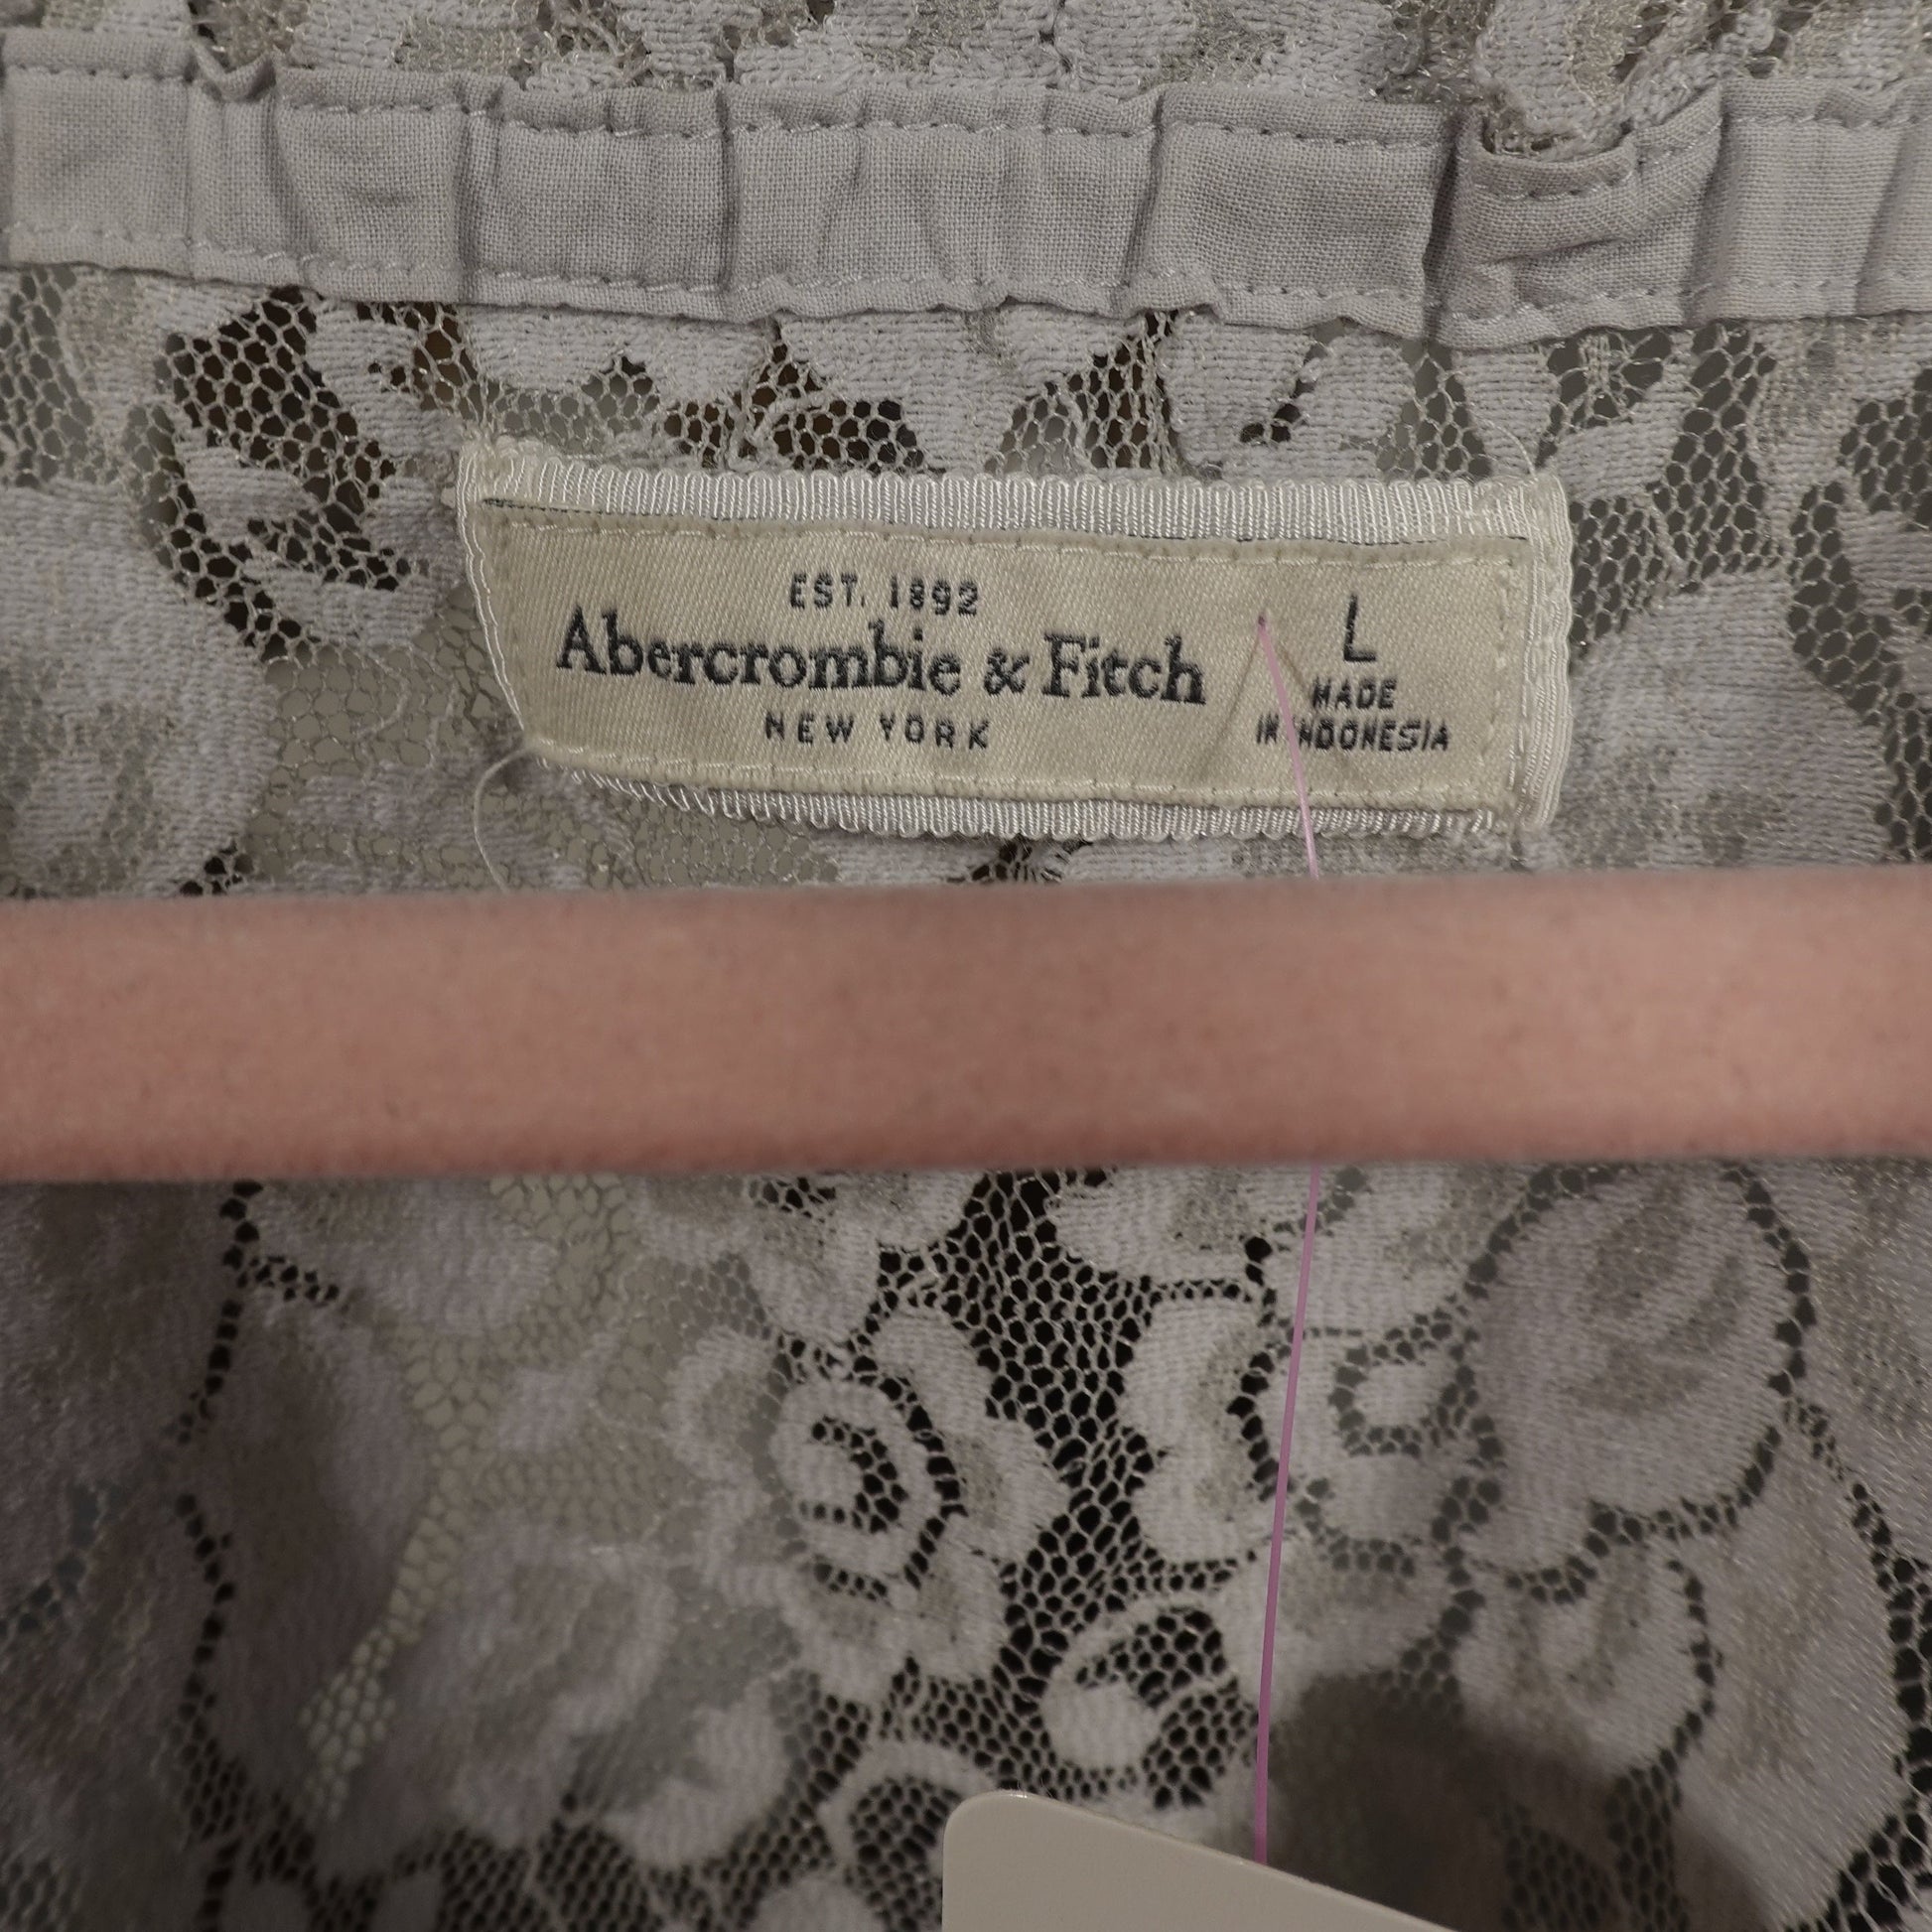 EST. 1892
Abercrombie & Fitch
NEW YORK
L
MADE
IN INDONESIA